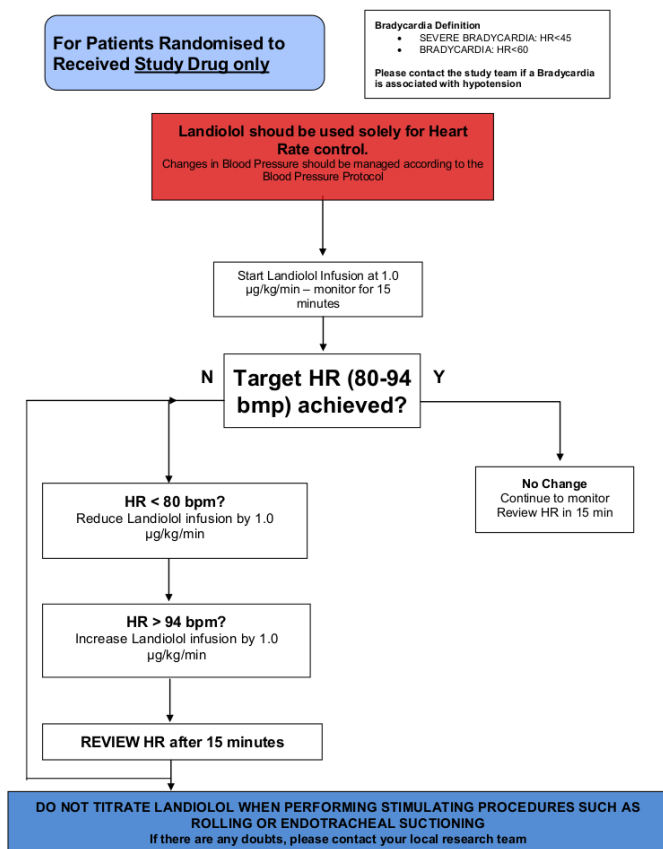 For Patients Randomised to
Received Study Drug only
Bradycardia Definition
• SEVERE BRADYCARDIA: HR<45
• BRADYCARDIA: HR<60
Please contact the study team if a Bradycardia
is associated with hypotension
Landiolol shoud be used solely for Heart
Rate control.
Changes in Blood Pressure should be managed according to the
Blood Pressure Protocol
Start Landiolol Infusion at 1.0
µg/kg/min – monitor for 15
minutes
N
Target HR (80-94
bmp) achieved?
Y
No Change
Continue to monitor
Review HR in 15 min
HR < 80 bpm?
Reduce Landiolol infusion by 1.0
µg/kg/min
HR > 94 bpm?
Increase Landiolol infusion by 1.0
µg/kg/min
REVIEW HR after 15 minutes
DO NOT TITRATE LANDIOLOL WHEN PERFORMING STIMULATING PROCEDURES SUCH AS
ROLLING OR ENDOTRACHEAL SUCTIONING
If there are any doubts, please contact your local research team